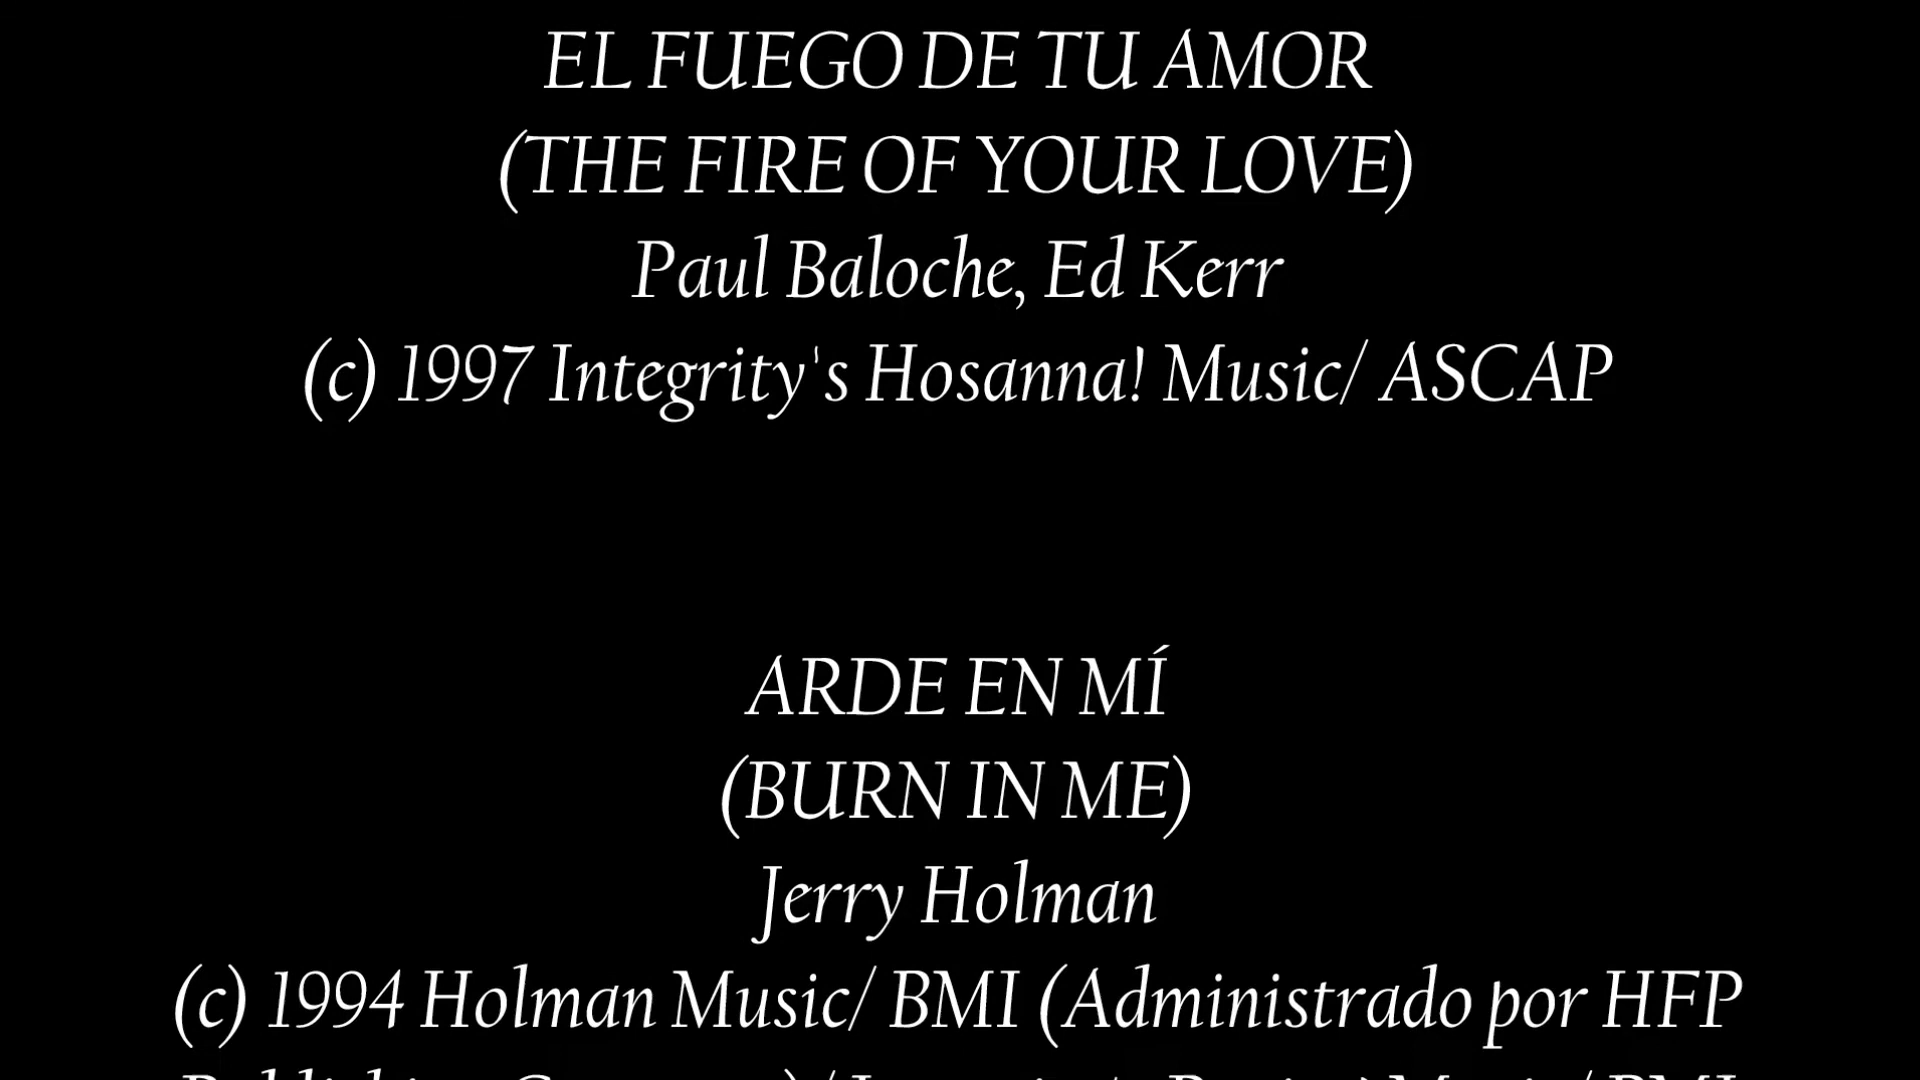 EL FUEGO DE TU AMOR
(THE FIRE OF YOUR LOVE)
Paul Baloche, Ed Kerr
(c) 1997 Integrity's Hosanna! Music/ ASCAP
ARDE EN MÍ
(BURN IN ME)
Jerry Holman
(c) 1994 Holman Music/ BMI (Administrado por HFP